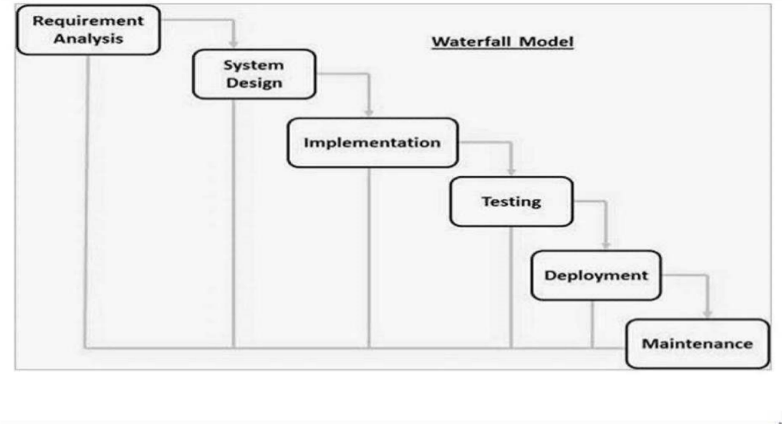 Requirement
Analysis
Waterfall Model
System
Design
Implementation
Testing
Deployment
Maintenance